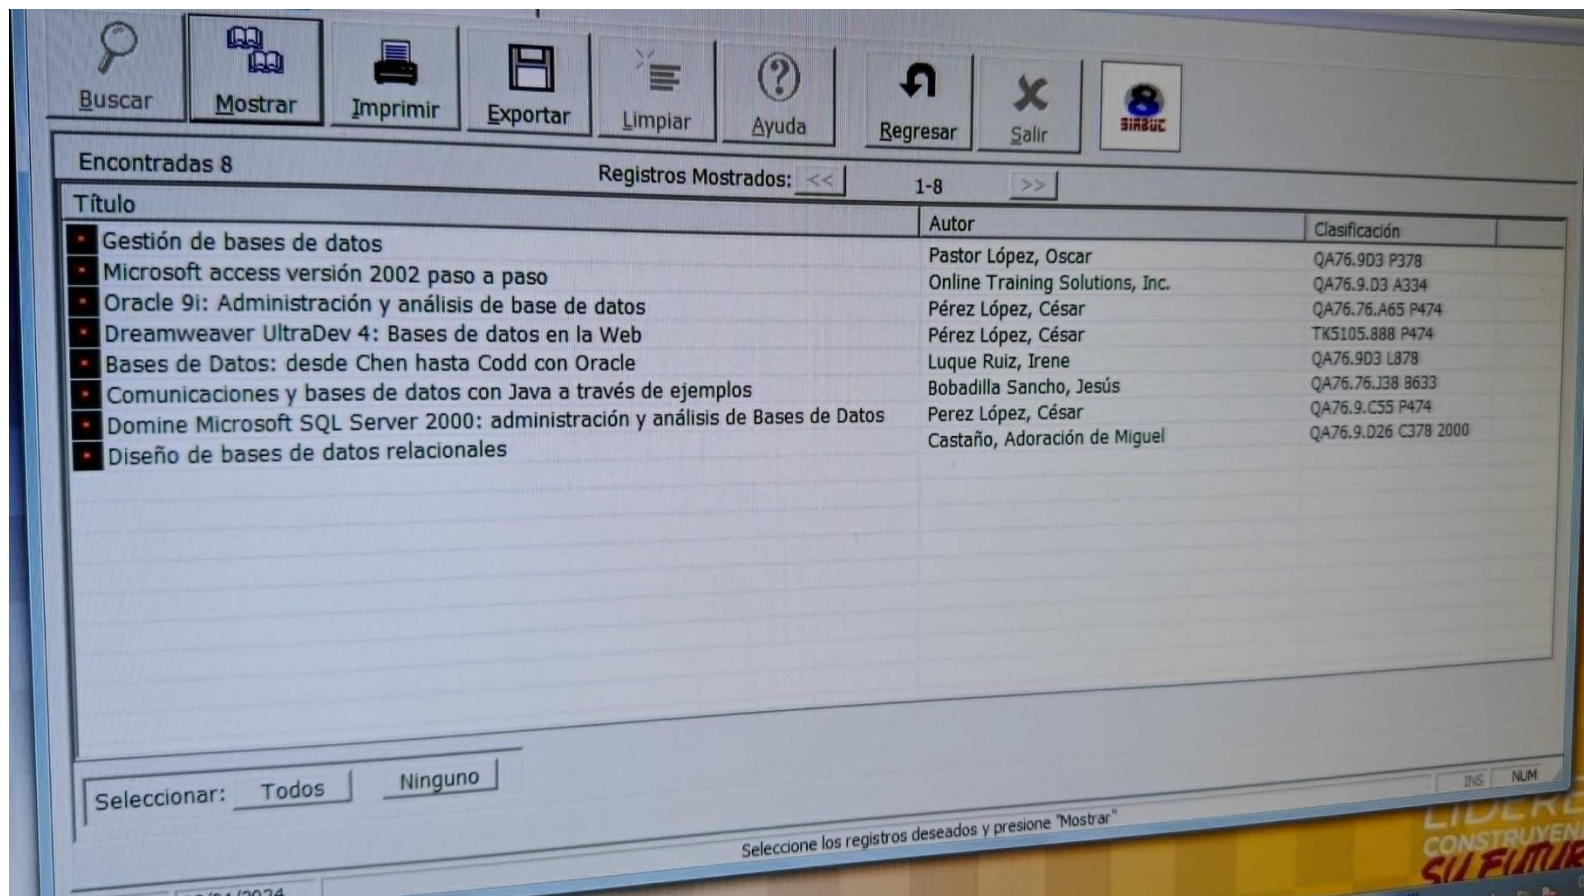 Buscar Mostrar Imprimir Exportar Limpiar Ayuda Regresar Salir SIABUC 8
Encontradas 8 Registros Mostrados: << 1-8 >>
Título Autor Clasificación
Gestión de bases de datos Pastor López, Oscar QA76.9D3 P378
Microsoft access versión 2002 paso a paso Online Training Solutions, Inc. QA76.9.D3 A334
Oracle 9i: Administración y análisis de base de datos Pérez López, César QA76.76.A65 P474
Dreamweaver UltraDev 4: Bases de datos en la Web Pérez López, César TK5105.888 P474
Bases de Datos: desde Chen hasta Codd con Oracle Luque Ruiz, Irene QA76.9D3 L878
Comunicaciones y bases de datos con Java a través de ejemplos Bobadilla Sancho, Jesús QA76.76.J38 B633
Domine Microsoft SQL Server 2000: administración y análisis de Bases de Datos Perez López, César QA76.9.C55 P474
Diseño de bases de datos relacionales Castaño, Adoración de Miguel QA76.9.D26 C378 2000
Seleccionar: Todos Ninguno
INS NUM
Seleccione los registros deseados y presione "Mostrar"
SU